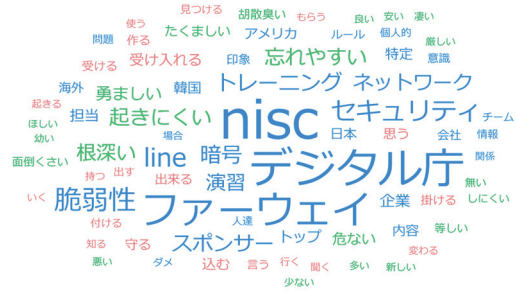 見つける 胡散臭い もらう 良い 安い 凄い
使う
問題 作る たくましい アメリカ ルール 個人的
厳しい
受ける 受け入れる 印象 忘れやすい 特定 意識
海外 勇ましい 韓国 トレーニング ネットワーク
起きる 担当 起きにくい nisc セキュリティ チーム
ほしい 場合 日本 思う 会社 情報
幼い
面倒くさい 根深い line 暗号 デジタル庁 関係
持つ 出す 出来る 演習 無い
いく 脆弱性 ファーウェイ 企業 掛ける しにくい
付ける 人達 内容 等しい
知る 守る スポンサー トップ 危ない 変わる
悪い ダメ 込む 言う 行く 聞く 多い 新しい
少ない